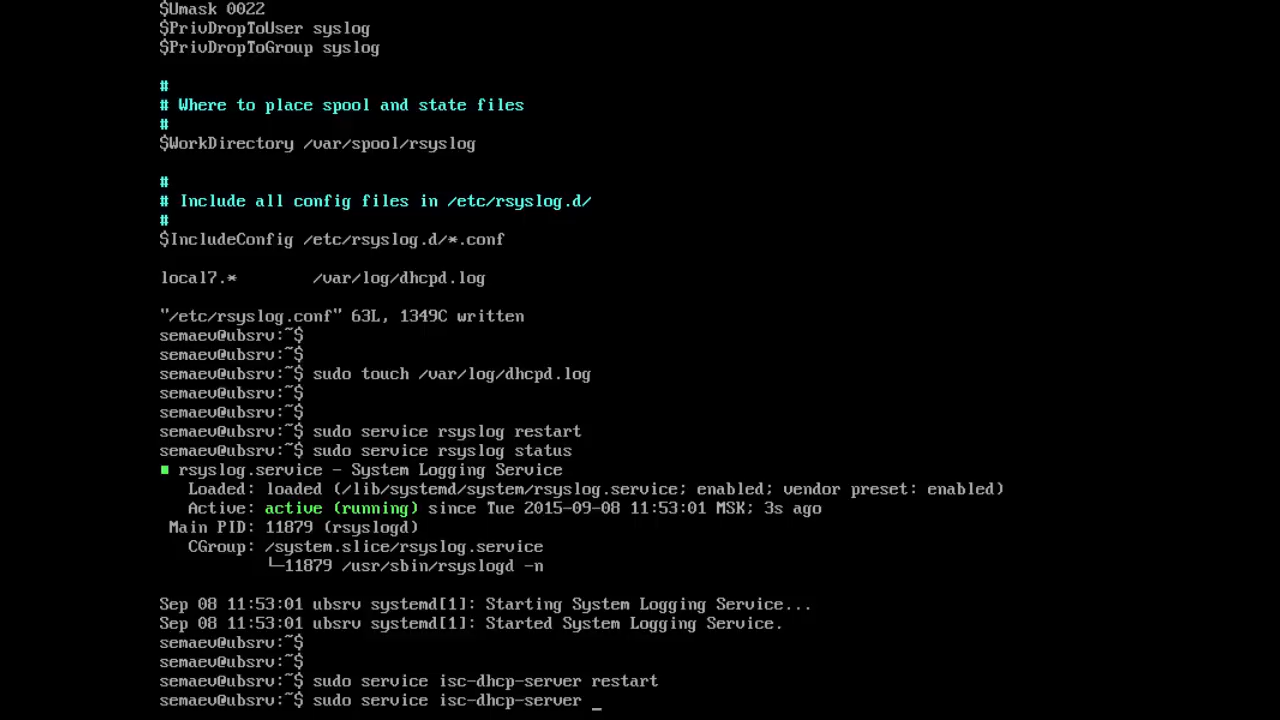 $Umask 0022
$PrivDropToUser syslog
$PrivDropToGroup syslog
#
# Where to place spool and state files
#
$WorkDirectory /var/spool/rsyslog
#
# Include all config files in /etc/rsyslog.d/
#
$IncludeConfig /etc/rsyslog.d/*.conf
local7.*        /var/log/dhcpd.log
"/etc/rsyslog.conf" 63L, 1349C written
semaev@ubsrv:~$
semaev@ubsrv:~$
semaev@ubsrv:~$ sudo touch /var/log/dhcpd.log
semaev@ubsrv:~$
semaev@ubsrv:~$
semaev@ubsrv:~$ sudo service rsyslog restart
semaev@ubsrv:~$ sudo service rsyslog status
■ rsyslog.service - System Logging Service
   Loaded: loaded (/lib/systemd/system/rsyslog.service; enabled; vendor preset: enabled)
   Active: active (running) since Tue 2015-09-08 11:53:01 MSK; 3s ago
 Main PID: 11879 (rsyslogd)
   CGroup: /system.slice/rsyslog.service
           └─11879 /usr/sbin/rsyslogd -n
Sep 08 11:53:01 ubsrv systemd[1]: Starting System Logging Service...
Sep 08 11:53:01 ubsrv systemd[1]: Started System Logging Service.
semaev@ubsrv:~$
semaev@ubsrv:~$
semaev@ubsrv:~$ sudo service isc-dhcp-server restart
semaev@ubsrv:~$ sudo service isc-dhcp-server _